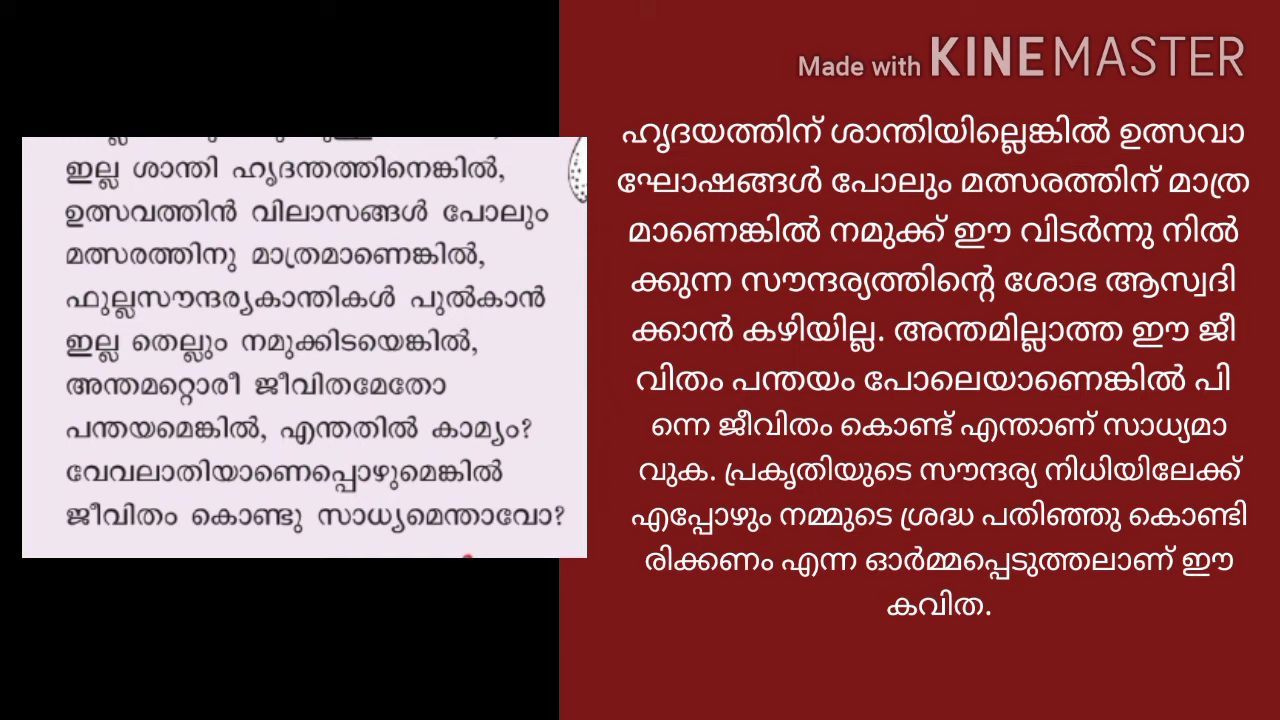 ഇല്ല ശാന്തി ഹൃദന്തത്തിനെങ്കിൽ,
ഉത്സവത്തിൻ വിലാസങ്ങൾ പോലും
മത്സരത്തിനു മാത്രമാണെങ്കിൽ,
ഫുല്ലസൗന്ദര്യകാന്തികൾ പുൽകാൻ
ഇല്ല തെല്ലും നമുക്കിടയെങ്കിൽ,
അന്തമറ്റൊരീ ജീവിതമേതോ
പന്തയമെങ്കിൽ, എന്തതിൽ കാമ്യം?
വേവലാതിയാണെപ്പൊഴുമെങ്കിൽ
ജീവിതം കൊണ്ടു സാധ്യമെന്താവോ?
Made with KINEMASTER
ഹൃദയത്തിന് ശാന്തിയില്ലെങ്കിൽ ഉത്സവാ
ഘോഷങ്ങൾ പോലും മത്സരത്തിന് മാത്ര
മാണെങ്കിൽ നമുക്ക് ഈ വിടർന്നു നിൽ
ക്കുന്ന സൗന്ദര്യത്തിന്റെ ശോഭ ആസ്വദി
ക്കാൻ കഴിയില്ല. അന്തമില്ലാത്ത ഈ ജീ
വിതം പന്തയം പോലെയാണെങ്കിൽ പി
ന്നെ ജീവിതം കൊണ്ട് എന്താണ് സാധ്യമാ
വുക. പ്രകൃതിയുടെ സൗന്ദര്യ നിധിയിലേക്ക്
എപ്പോഴും നമ്മുടെ ശ്രദ്ധ പതിഞ്ഞു കൊണ്ടി
രിക്കണം എന്ന ഓർമ്മപ്പെടുത്തലാണ് ഈ
കവിത.